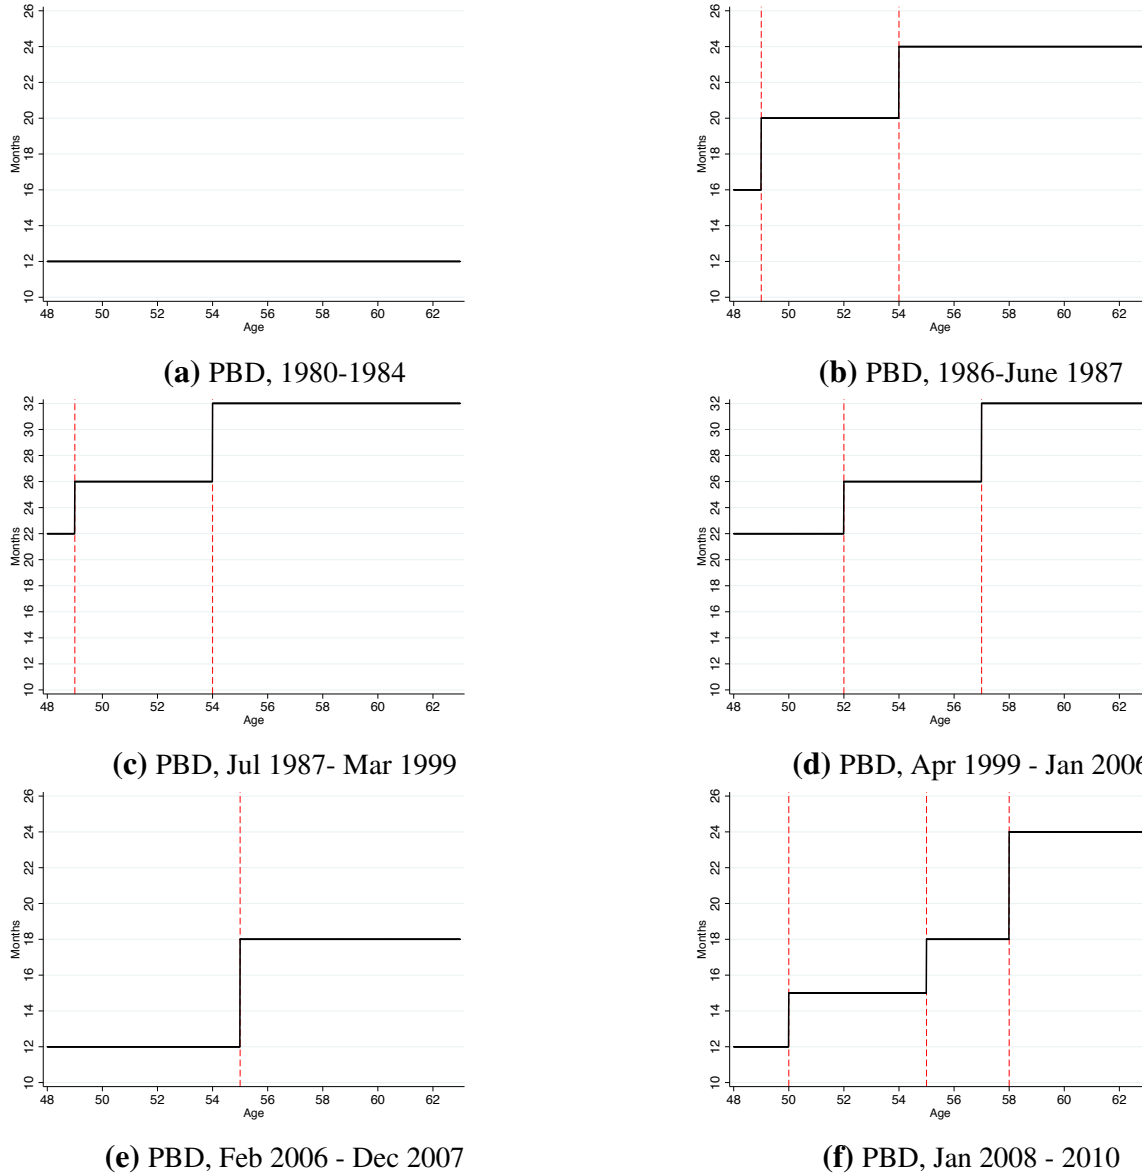 Months
10 12 14 16 18 20 22 24 26
48 50 52 54 56 58 60 62
Age
(a) PBD, 1980-1984
Months
10 12 14 16 18 20 22 24 26
48 50 52 54 56 58 60 62
Age
(b) PBD, 1986-June 1987
Months
10 12 14 16 18 20 22 24 26 28 30 32
48 50 52 54 56 58 60 62
Age
(c) PBD, Jul 1987- Mar 1999
Months
10 12 14 16 18 20 22 24 26 28 30 32
48 50 52 54 56 58 60 62
Age
(d) PBD, Apr 1999 - Jan 2006
Months
10 12 14 16 18 20 22 24 26
48 50 52 54 56 58 60 62
Age
(e) PBD, Feb 2006 - Dec 2007
Months
10 12 14 16 18 20 22 24 26
48 50 52 54 56 58 60 62
Age
(f) PBD, Jan 2008 - 2010